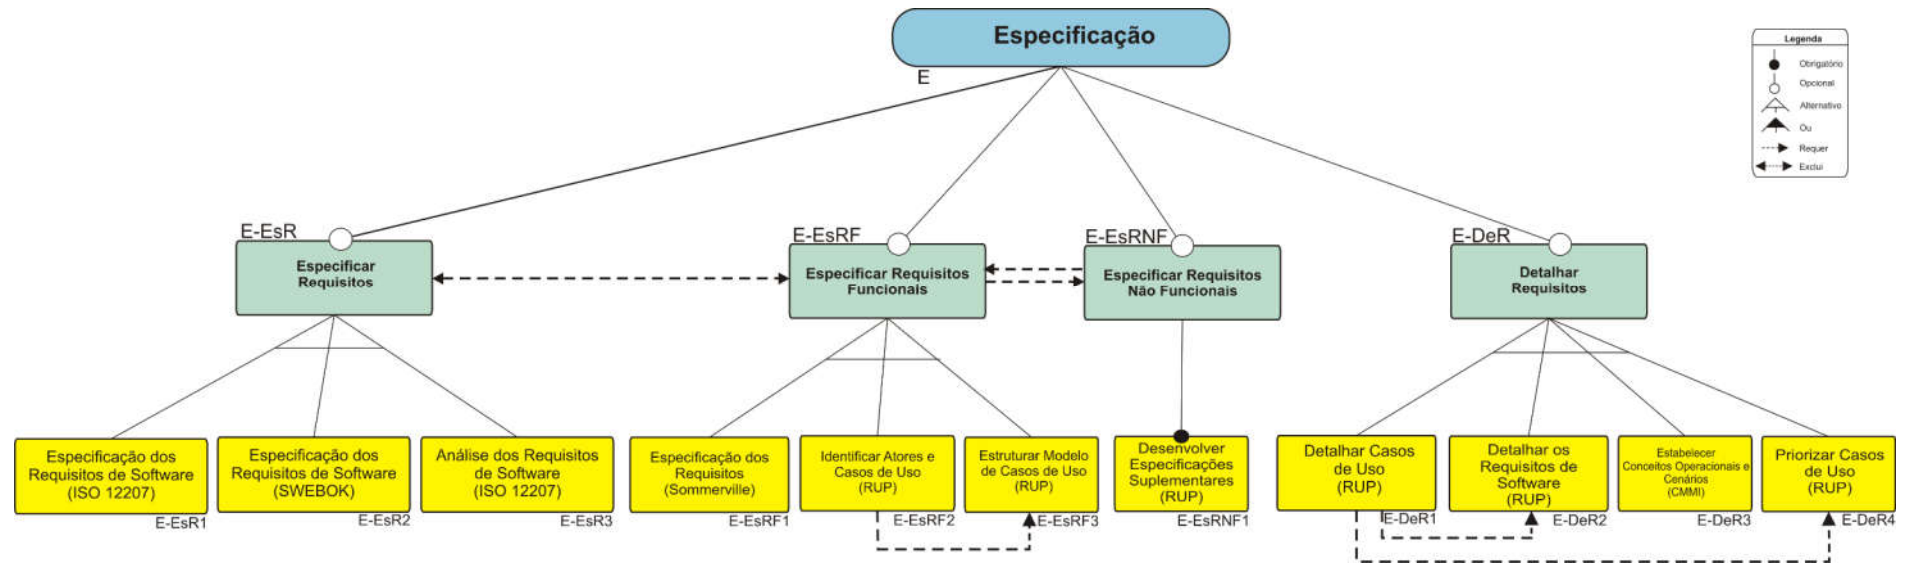 Especificação
E
Legenda
Obrigatório
Opcional
Alternativo
Ou
Requer
Exclui
E-EsR
Especificar
Requisitos
E-EsRF
Especificar Requisitos
Funcionais
E-EsRNF
Especificar Requisitos
Não Funcionais
E-DeR
Detalhar
Requisitos
Especificação dos
Requisitos de Software
(ISO 12207)
E-EsR1
Especificação dos
Requisitos de Software
(SWEBOK)
E-EsR2
Análise dos Requisitos
de Software
(ISO 12207)
E-EsR3
Especificação dos
Requisitos
(Sommerville)
E-EsRF1
Identificar Atores e
Casos de Uso
(RUP)
E-EsRF2
Estruturar Modelo
de Casos de Uso
(RUP)
E-EsRF3
Desenvolver
Especificações
Suplementares
(RUP)
E-EsRNF1
Detalhar Casos
de Uso
(RUP)
E-DeR1
Detalhar os
Requisitos de
Software
(RUP)
E-DeR2
Estabelecer
Conceitos Operacionais e
Cenários
(CMMI)
E-DeR3
Priorizar Casos
de Uso
(RUP)
E-DeR4